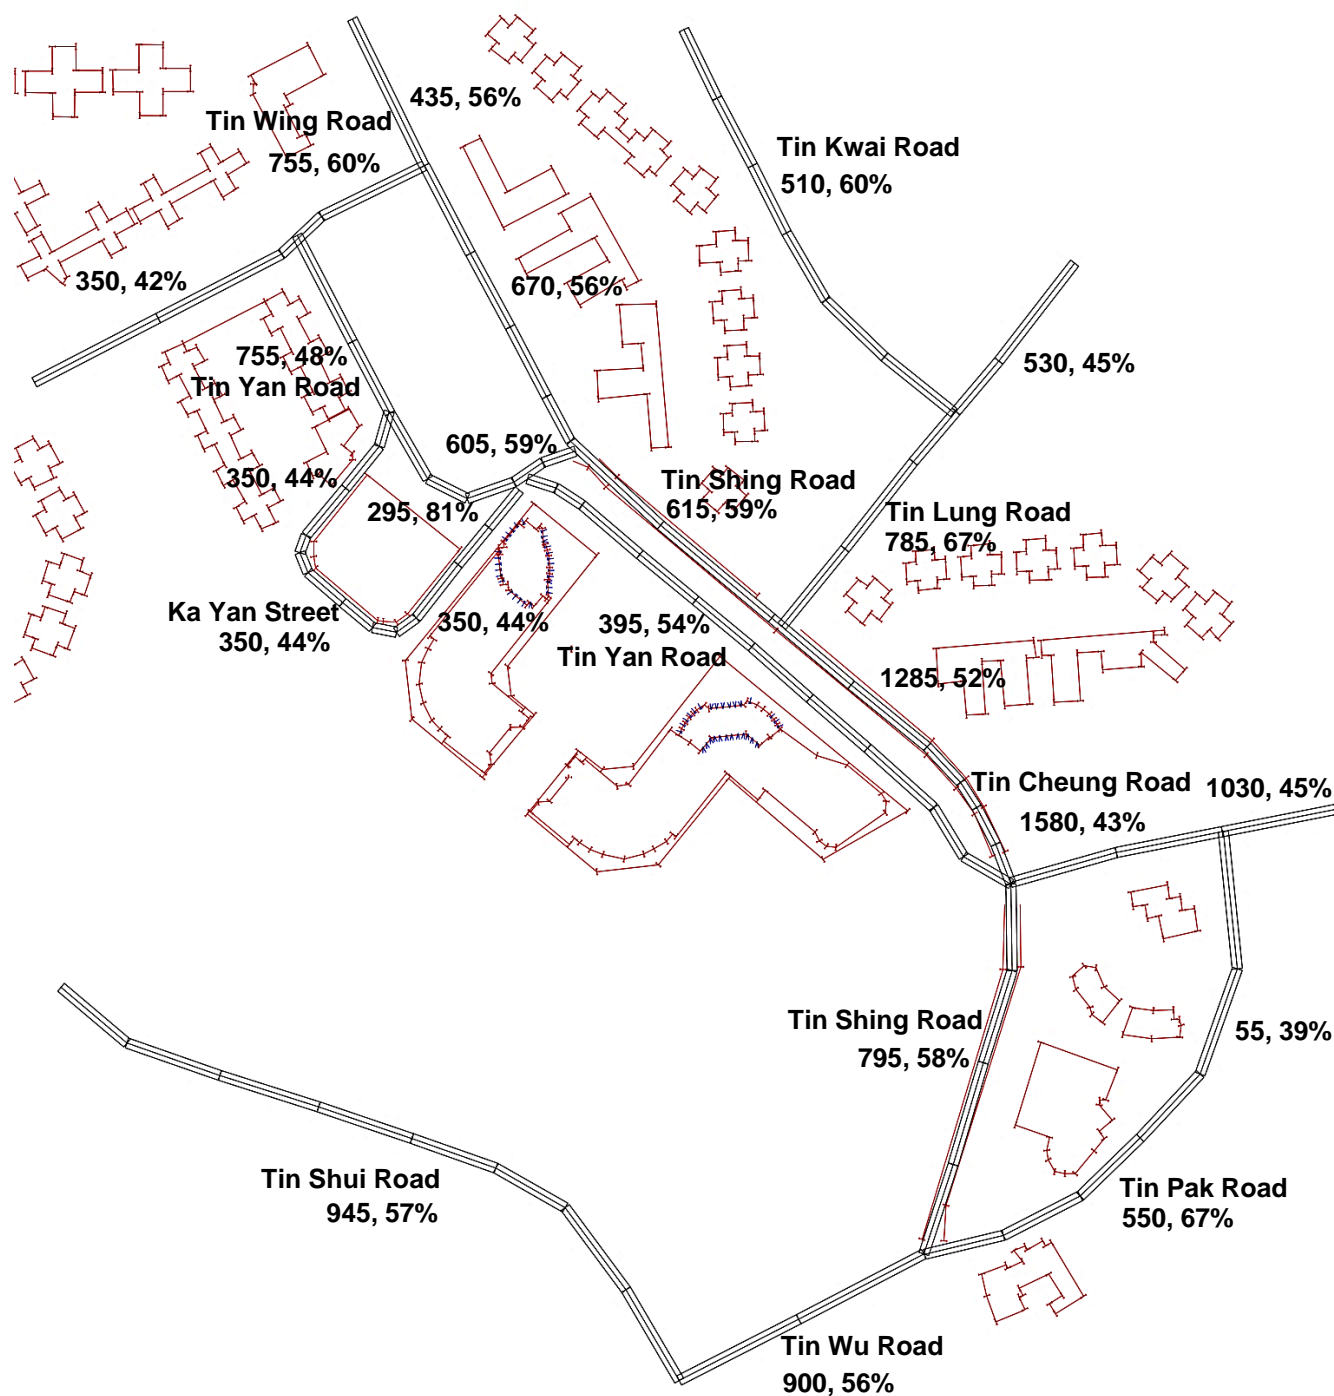 435, 56%
Tin Wing Road
755, 60%
Tin Kwai Road
510, 60%
350, 42%
670, 56%
755, 48%
Tin Yan Road
530, 45%
605, 59%
350, 44%
295, 81%
Tin Shing Road
615, 59%
Tin Lung Road
785, 67%
Ka Yan Street
350, 44%
350, 44%
395, 54%
Tin Yan Road
1285, 52%
Tin Cheung Road
1580, 43%
1030, 45%
Tin Shing Road
795, 58%
55, 39%
Tin Shui Road
945, 57%
Tin Pak Road
550, 67%
Tin Wu Road
900, 56%